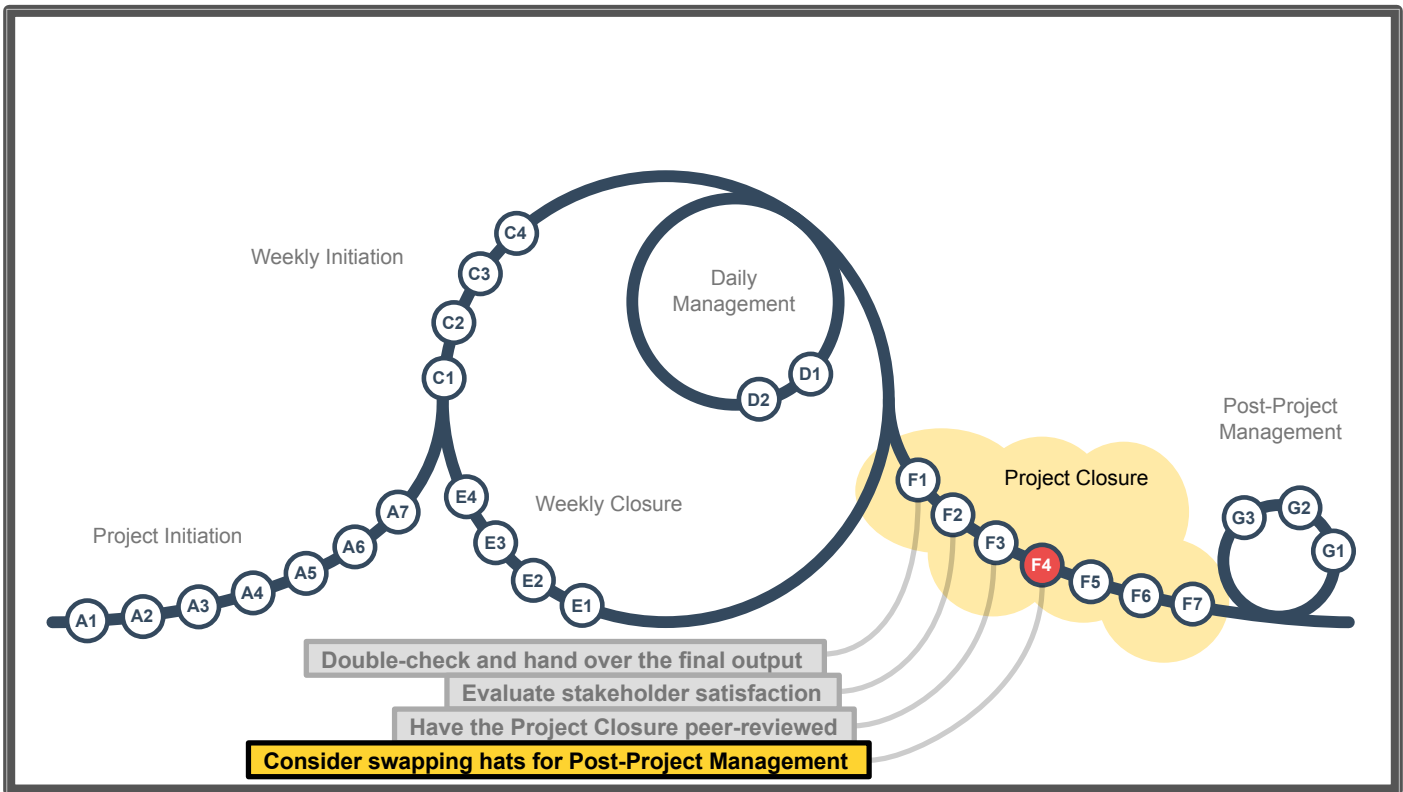 Weekly Initiation
Daily
Management
Post-Project
Management
Project Closure
Weekly Closure
Project Initiation
A1
A2
A3
A4
A5
A6
A7
C1
C2
C3
C4
D1
D2
E1
E2
E3
E4
F1
F2
F3
F4
F5
F6
F7
G1
G2
G3
Double-check and hand over the final output
Evaluate stakeholder satisfaction
Have the Project Closure peer-reviewed
Consider swapping hats for Post-Project Management